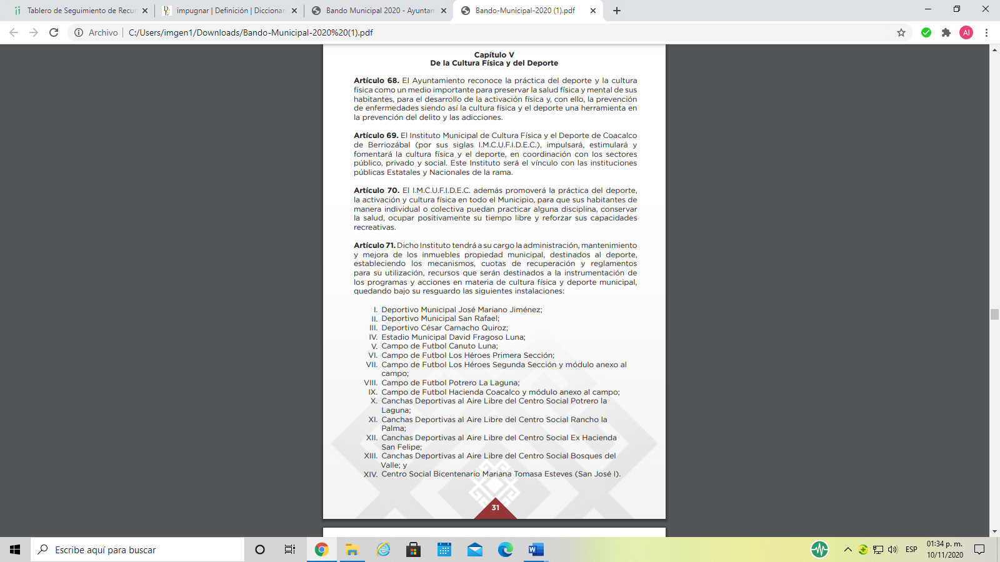 Tablero de Seguimiento de Recur
impugnar | Definición | Diccionar
Bando Municipal 2020 - Ayuntam
Bando-Municipal-2020 (1).pdf
Archivo
C:/Users/imgen1/Downloads/Bando-Municipal-2020%20(1).pdf
AI
Capítulo V
De la Cultura Física y del Deporte
Artículo 68. El Ayuntamiento reconoce la práctica del deporte y la cultura
física como un medio importante para preservar la salud física y mental de sus
habitantes, para el desarrollo de la activación física y, con ello, la prevención
de enfermedades siendo así la cultura física y el deporte una herramienta en
la prevención del delito y las adicciones.
Artículo 69. El Instituto Municipal de Cultura Física y el Deporte de Coacalco
de Berriozábal (por sus siglas I.M.C.U.F.I.D.E.C.), impulsará, estimulará y
fomentará la cultura física y el deporte, en coordinación con los sectores
público, privado y social. Este Instituto será el vínculo con las instituciones
públicas Estatales y Nacionales de la rama.
Artículo 70. El I.M.C.U.F.I.D.E.C. además promoverá la práctica del deporte,
la activación y cultura física en todo el Municipio, para que sus habitantes de
manera individual o colectiva puedan practicar alguna disciplina, conservar
la salud, ocupar positivamente su tiempo libre y reforzar sus capacidades
recreativas.
Artículo 71. Dicho Instituto tendrá a su cargo la administración, mantenimiento
y mejora de los inmuebles propiedad municipal, destinados al deporte,
estableciendo los mecanismos, cuotas de recuperación y reglamentos
para su utilización, recursos que serán destinados a la instrumentación de
los programas y acciones en materia de cultura física y deporte municipal,
quedando bajo su resguardo las siguientes instalaciones:
I. Deportivo Municipal José Mariano Jiménez;
II. Deportivo Municipal San Rafael;
III. Deportivo César Camacho Quiroz;
IV. Estadio Municipal David Fragoso Luna;
V. Campo de Futbol Canuto Luna;
VI. Campo de Futbol Los Héroes Primera Sección;
VII. Campo de Futbol Los Héroes Segunda Sección y módulo anexo al
campo;
VIII. Campo de Futbol Potrero La Laguna;
IX. Campo de Futbol Hacienda Coacalco y módulo anexo al campo;
X. Canchas Deportivas al Aire Libre del Centro Social Potrero la
Laguna;
XI. Canchas Deportivas al Aire Libre del Centro Social Rancho la
Palma;
XII. Canchas Deportivas al Aire Libre del Centro Social Ex Hacienda
San Felipe;
XIII. Canchas Deportivas al Aire Libre del Centro Social Bosques del
Valle; y
XIV. Centro Social Bicentenario Mariana Tomasa Esteves (San José I).
31
Escribe aquí para buscar
ESP
01:34 p. m.
10/11/2020